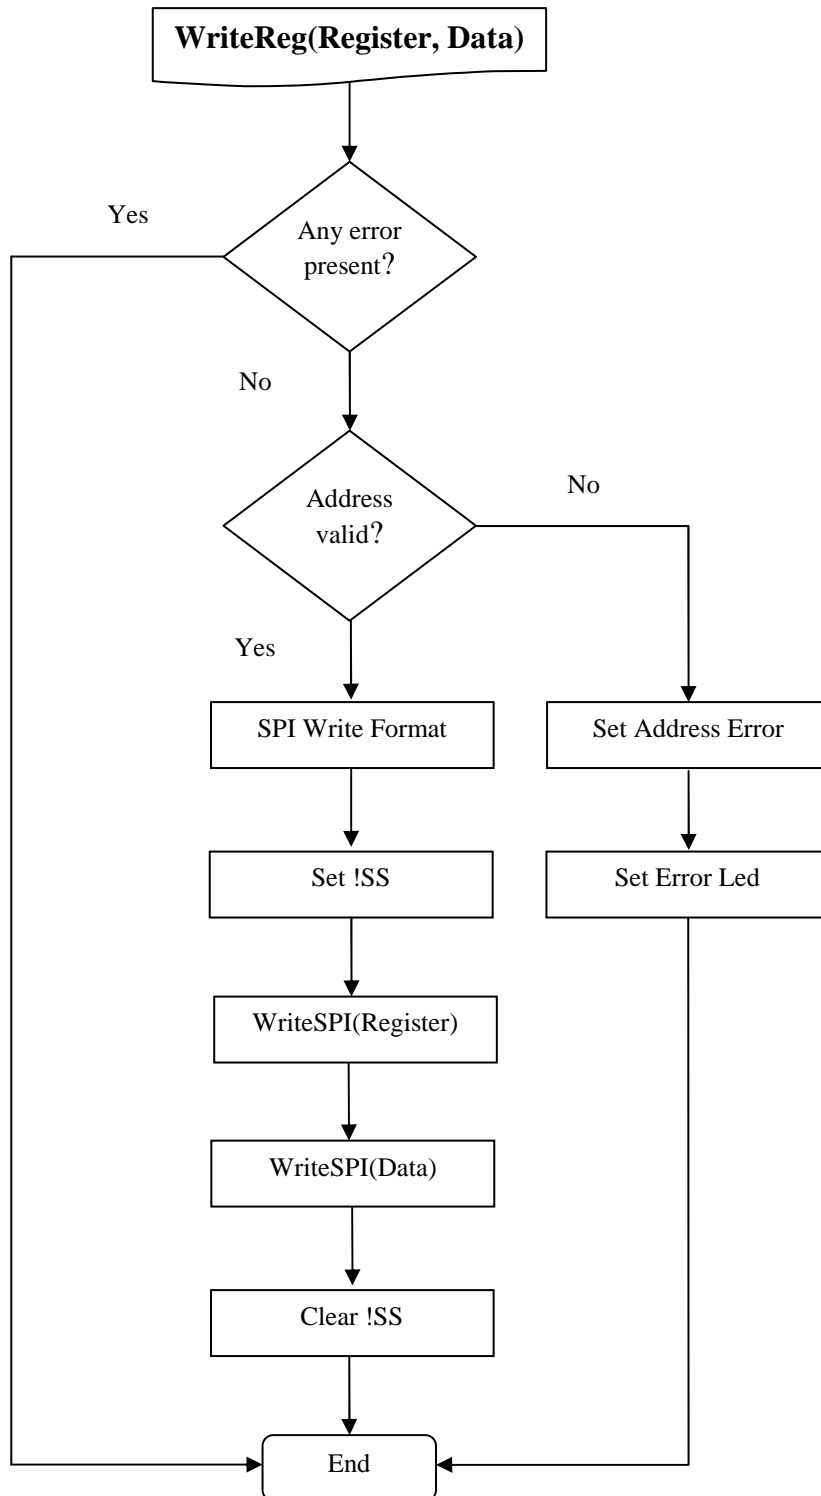 WriteReg(Register, Data)
Yes
Any error
present?
No
Address
valid?
No
Yes
SPI Write Format
Set Address Error
Set !SS
Set Error Led
WriteSPI(Register)
WriteSPI(Data)
Clear !SS
End